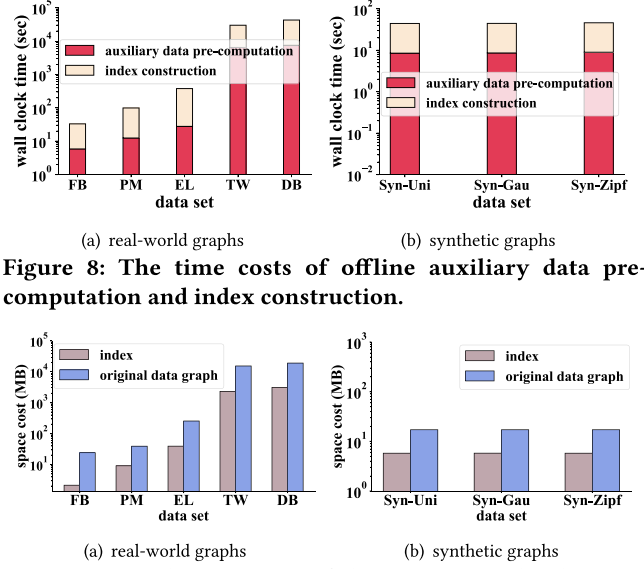 10^5
10^4
10^3
10^2
10^1
10^0
wall clock time (sec)
auxiliary data pre-computation
index construction
FB PM EL TW DB
data set
(a) real-world graphs
10^2
10^1
10^0
10^-1
10^-2
wall clock time (sec)
auxiliary data pre-computation
index construction
Syn-Uni Syn-Gau Syn-Zipf
data set
(b) synthetic graphs
Figure 8: The time costs of offline auxiliary data pre-
computation and index construction.
10^5
10^4
10^3
10^2
10^1
space cost (MB)
index
original data graph
FB PM EL TW DB
data set
(a) real-world graphs
10^3
10^2
10^1
10^0
space cost (MB)
index
original data graph
Syn-Uni Syn-Gau Syn-Zipf
data set
(b) synthetic graphs